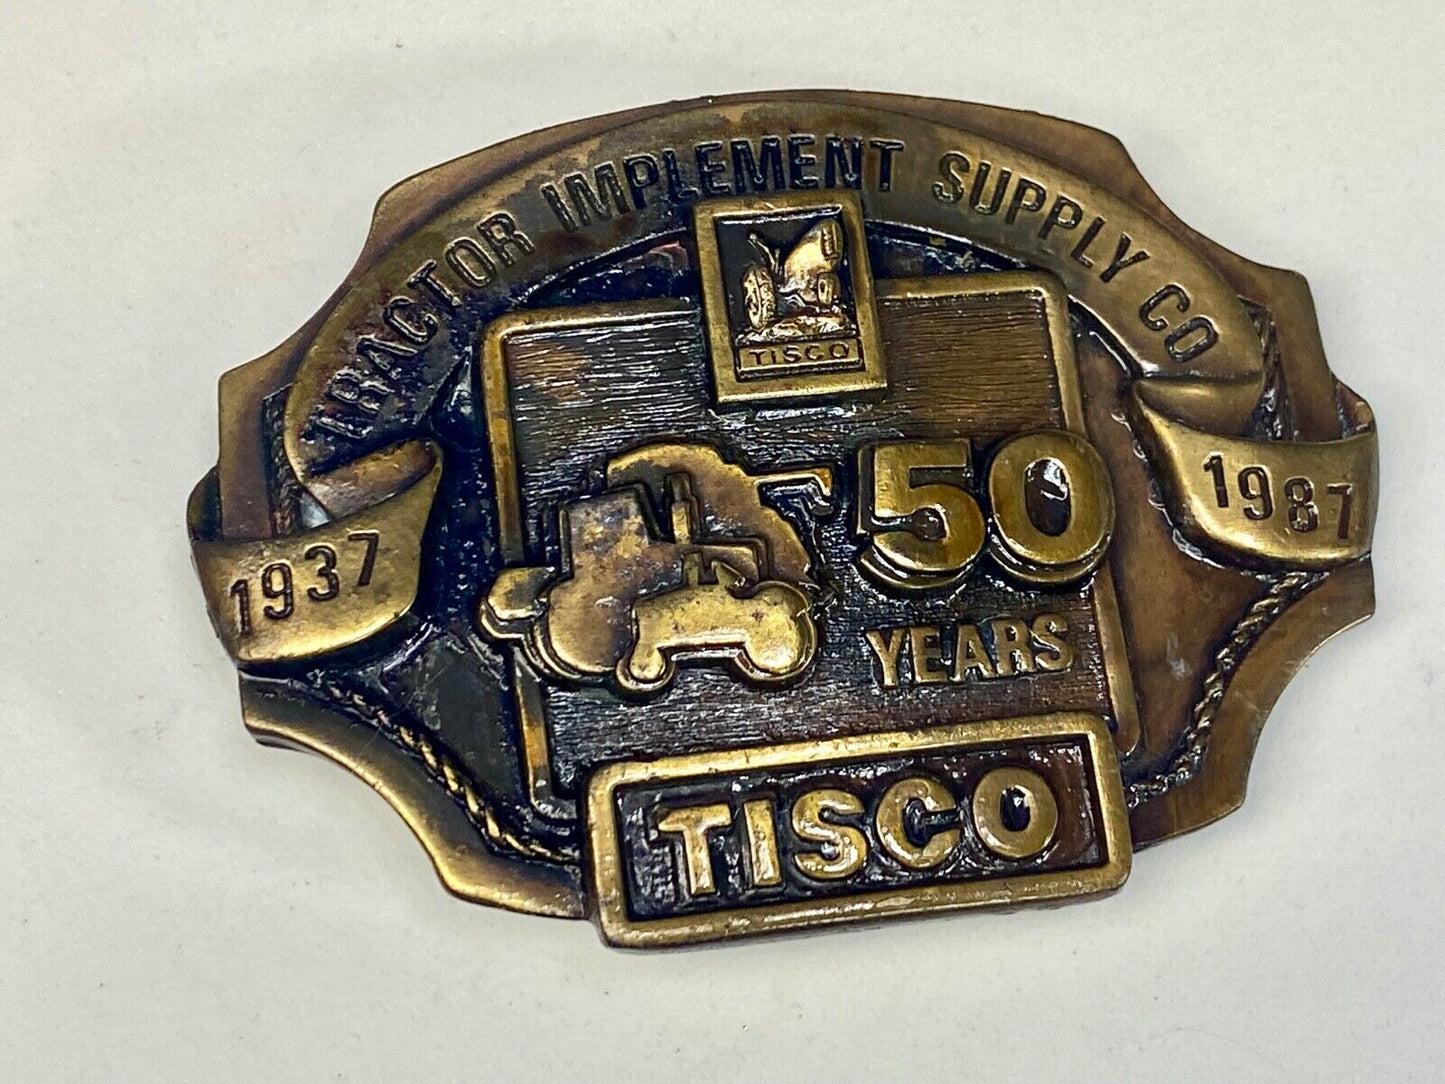 TRACTOR IMPLEMENT SUPPLY CO
TISCO
1937
1987
50
YEARS
TISCO